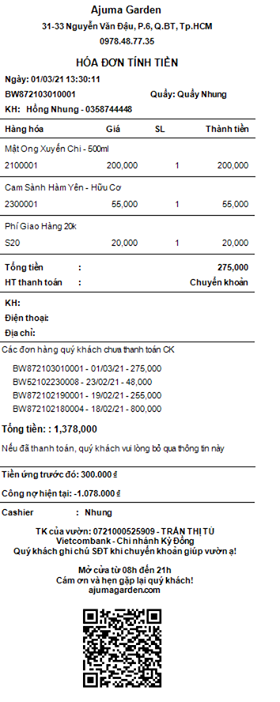 Ajuma Garden
31-33 Nguyễn Văn Đậu, P.6, Q.BT, Tp.HCM
0978.48.77.35
HÓA ĐƠN TÍNH TIỀN
Ngày: 01/03/21 13:30:11
BW872103010001 Quầy: Quầy Nhung
KH: Hồng Nhung - 0358744448
Hàng hóa Giá SL Thành tiền
Mật Ong Xuyến Chi - 500ml
2100001 200,000 1 200,000
Cam Sành Hàm Yên - Hữu Cơ
2300001 55,000 1 55,000
Phí Giao Hàng 20k
S20 20,000 1 20,000
Tổng tiền : 275,000
HT thanh toán : Chuyển khoản
KH:
Điện thoại:
Địa chỉ:
Các đơn hàng quý khách chưa thanh toán CK
BW872103010001 - 01/03/21 - 275,000
BW52102230008 - 23/02/21 - 48,000
BW872102190001 - 19/02/21 - 255,000
BW872102180004 - 18/02/21 - 800,000
Tổng tiền: : 1,378,000
Nếu đã thanh toán, quý khách vui lòng bỏ qua thông tin này
Tiền ứng trước đó: 300.000 ₫
Công nợ hiện tại: -1.078.000 ₫
Cashier : Nhung
TK của vườn: 0721000525909 - TRẦN THỊ TÚ
Vietcombank - Chi nhánh Kỳ Đồng
Quý khách ghi chú SĐT khi chuyển khoản giúp vườn ạ!
Mở cửa từ 08h đến 21h
Cám ơn và hẹn gặp lại quý khách!
ajumagarden.com